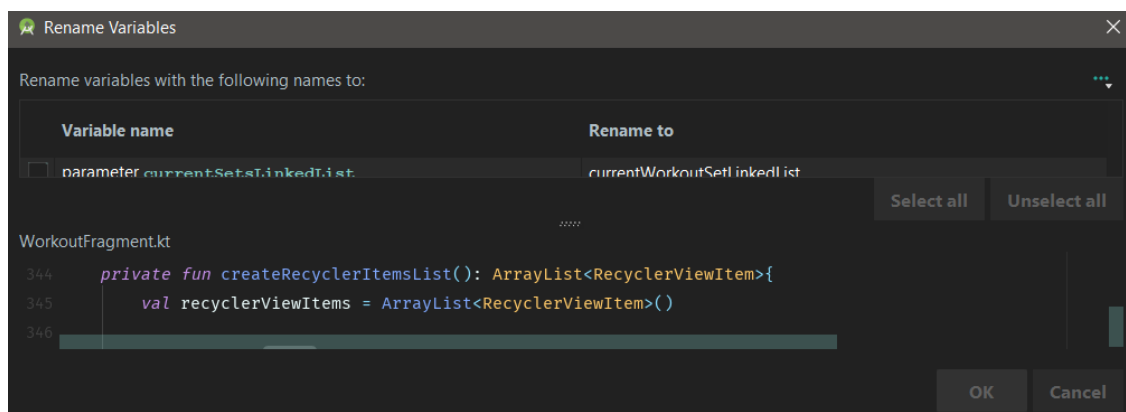 Rename Variables
Rename variables with the following names to:
Variable name Rename to
parameter currentSetsLinkedList currentWorkoutSetLinkedList
Select all Unselect all
WorkoutFragment.kt
344 private fun createRecyclerItemsList(): ArrayList<RecyclerViewItem>{
345 val recyclerViewItems = ArrayList<RecyclerViewItem>()
346
OK Cancel